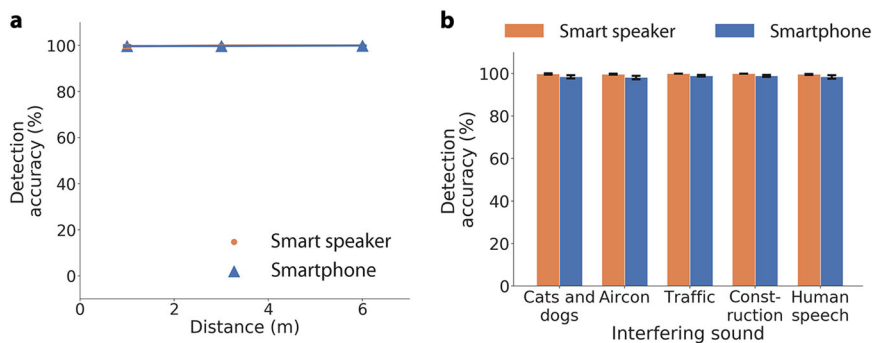 a
Detection
accuracy (%)
100
80
60
40
20
0
Smart speaker
Smartphone
0 2 4 6
Distance (m)
b
Smart speaker Smartphone
Detection
accuracy (%)
100
80
60
40
20
0
Cats and
dogs
Aircon
Traffic
Const-
ruction
Human
speech
Interfering sound